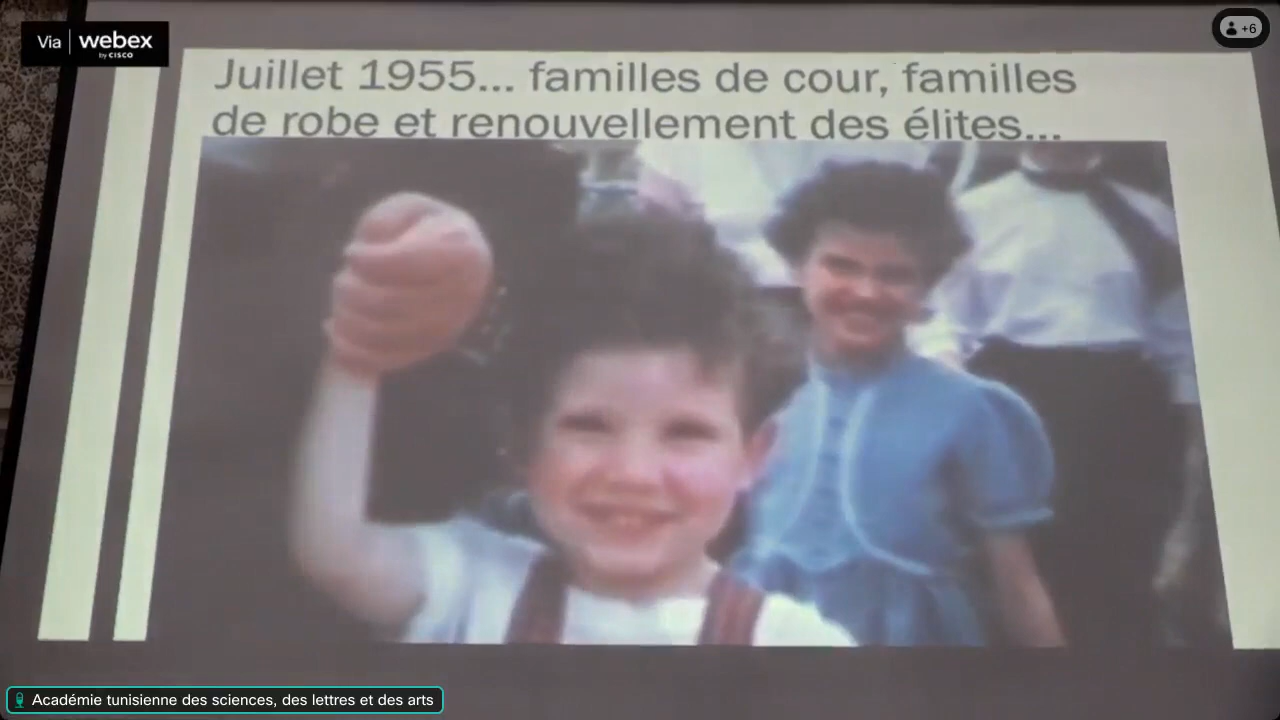 Via webex
by CISCO
+6
Juillet 1955... familles de cour, familles
de robe et renouvellement des élites...
Académie tunisienne des sciences, des lettres et des arts